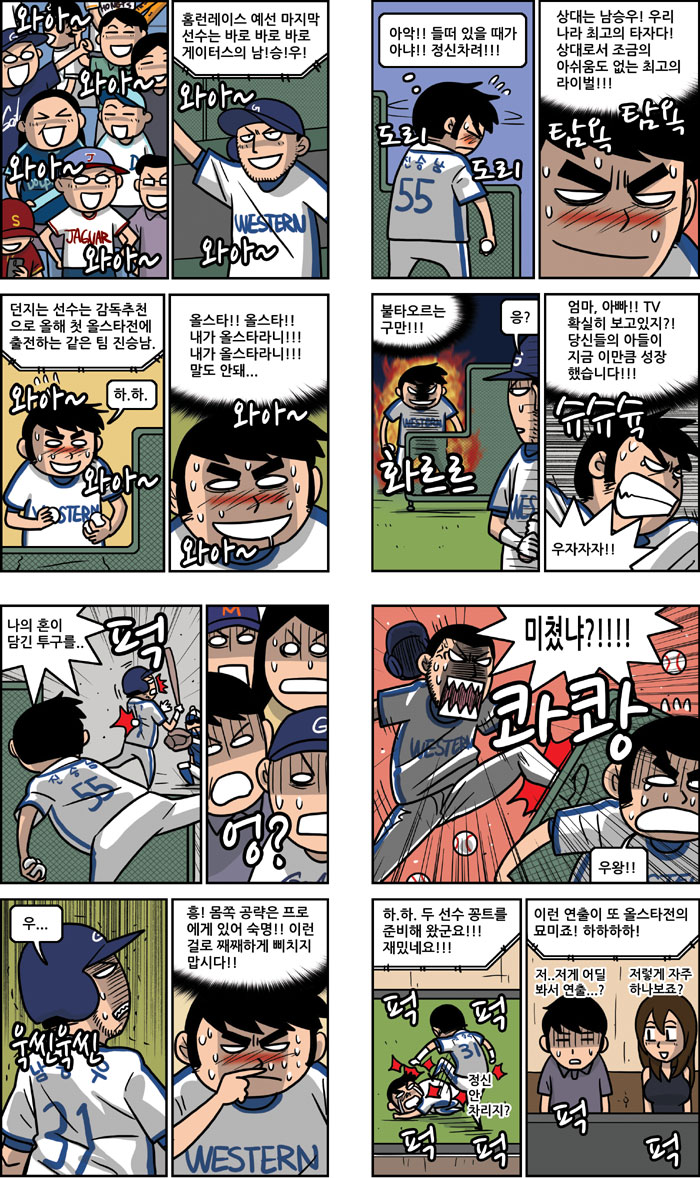 와아~
와아~
와아~
와아~
S
J
JAGUAR
홈런레이스 예선 마지막
선수는 바로 바로 바로
게이터스의 남!승!우!
G
WESTERN
와아~
던지는 선수는 감독추천
으로 올해 첫 올스타전에
출전하는 같은 팀 진승남.
와아~
하.하.
와아~
WESTERN
올스타!! 올스타!!
내가 올스타라니!!!
내가 올스타라니!!!
말도 안돼...
와아~
와아~
아악!! 들떠 있을 때가
아냐!! 정신차려!!!
도리
도리
진승남
55
상대는 남승우! 우리
나라 최고의 타자다!
상대로서 조금의
아쉬움도 없는 최고의
라이벌!!!
탐욕
탐욕
불타오르는
구만!!!
응?
G
WESTERN
화르르
엄마, 아빠!! TV
확실히 보고있지?!
당신들의 아들이
지금 이만큼 성장
했습니다!!!
슈슈슉
우자자자!!
나의 혼이
담긴 투구를..
퍽
진승남
55
M
G
엉?
미쳤냐?!!!!!
콰쾅
WESTERN
우왕!!
우...
G
욱씬욱씬
남승우
31
흥! 몸쪽 공략은 프로
에게 있어 숙명!! 이런
걸로 째째하게 삐치지
맙시다!!
WESTERN
하.하. 두 선수 꽁트를
준비해 왔군요!!!
재밌네요!!!
퍽
퍽
31
정신
안
차리지?
퍽
퍽
이런 연출이 또 올스타전의
묘미죠! 하하하하!
저..저게 어딜
봐서 연출...?
저렇게 자주
하나보죠?
퍽
퍽